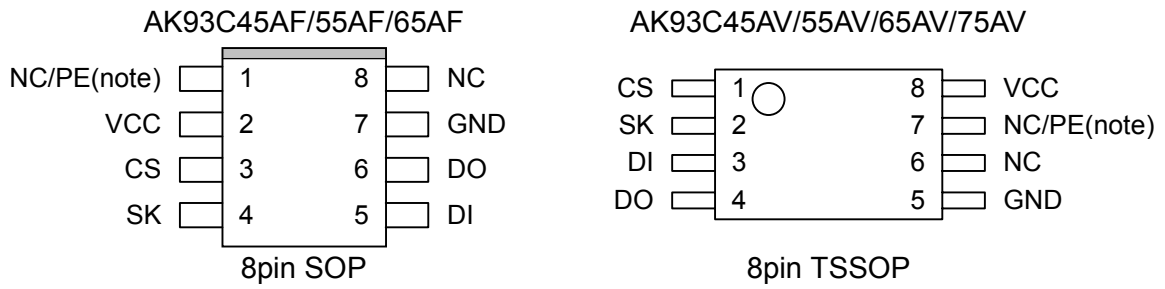 AK93C45AF/55AF/65AF
NC/PE(note) 1 8 NC
VCC 2 7 GND
CS 3 6 DO
SK 4 5 DI
8pin SOP
AK93C45AV/55AV/65AV/75AV
CS 1 8 VCC
SK 2 7 NC/PE(note)
DI 3 6 NC
DO 4 5 GND
8pin TSSOP